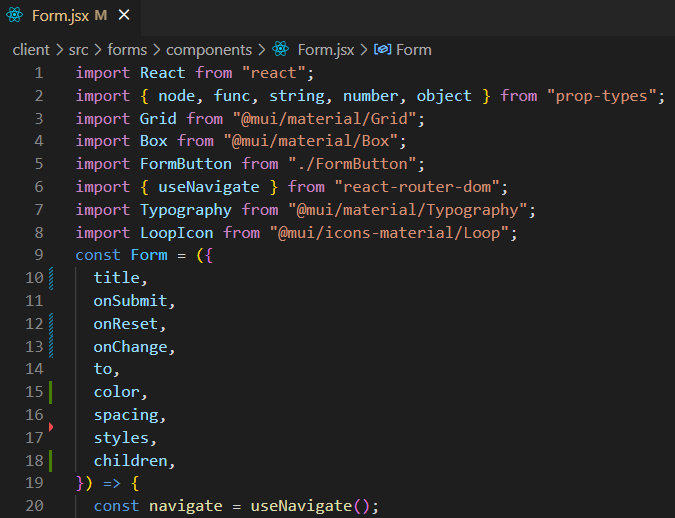 Form.jsx M
client > src > forms > components > Form.jsx > Form
1 import React from "react";
2 import { node, func, string, number, object } from "prop-types";
3 import Grid from "@mui/material/Grid";
4 import Box from "@mui/material/Box";
5 import FormButton from "./FormButton";
6 import { useNavigate } from "react-router-dom";
7 import Typography from "@mui/material/Typography";
8 import LoopIcon from "@mui/icons-material/Loop";
9 const Form = ({
10   title,
11   onSubmit,
12   onReset,
13   onChange,
14   to,
15   color,
16   spacing,
17   styles,
18   children,
19 }) => {
20   const navigate = useNavigate();